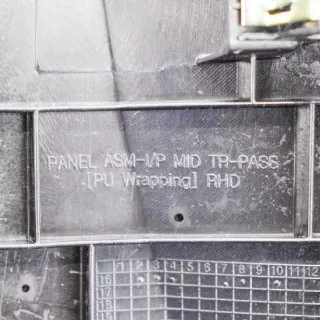 PANEL ASM-I/P MID TR-PASS
[PU Wrapping] RHD
1 2 3 4 5 6 7 8 9 10 11 12
16
17
18